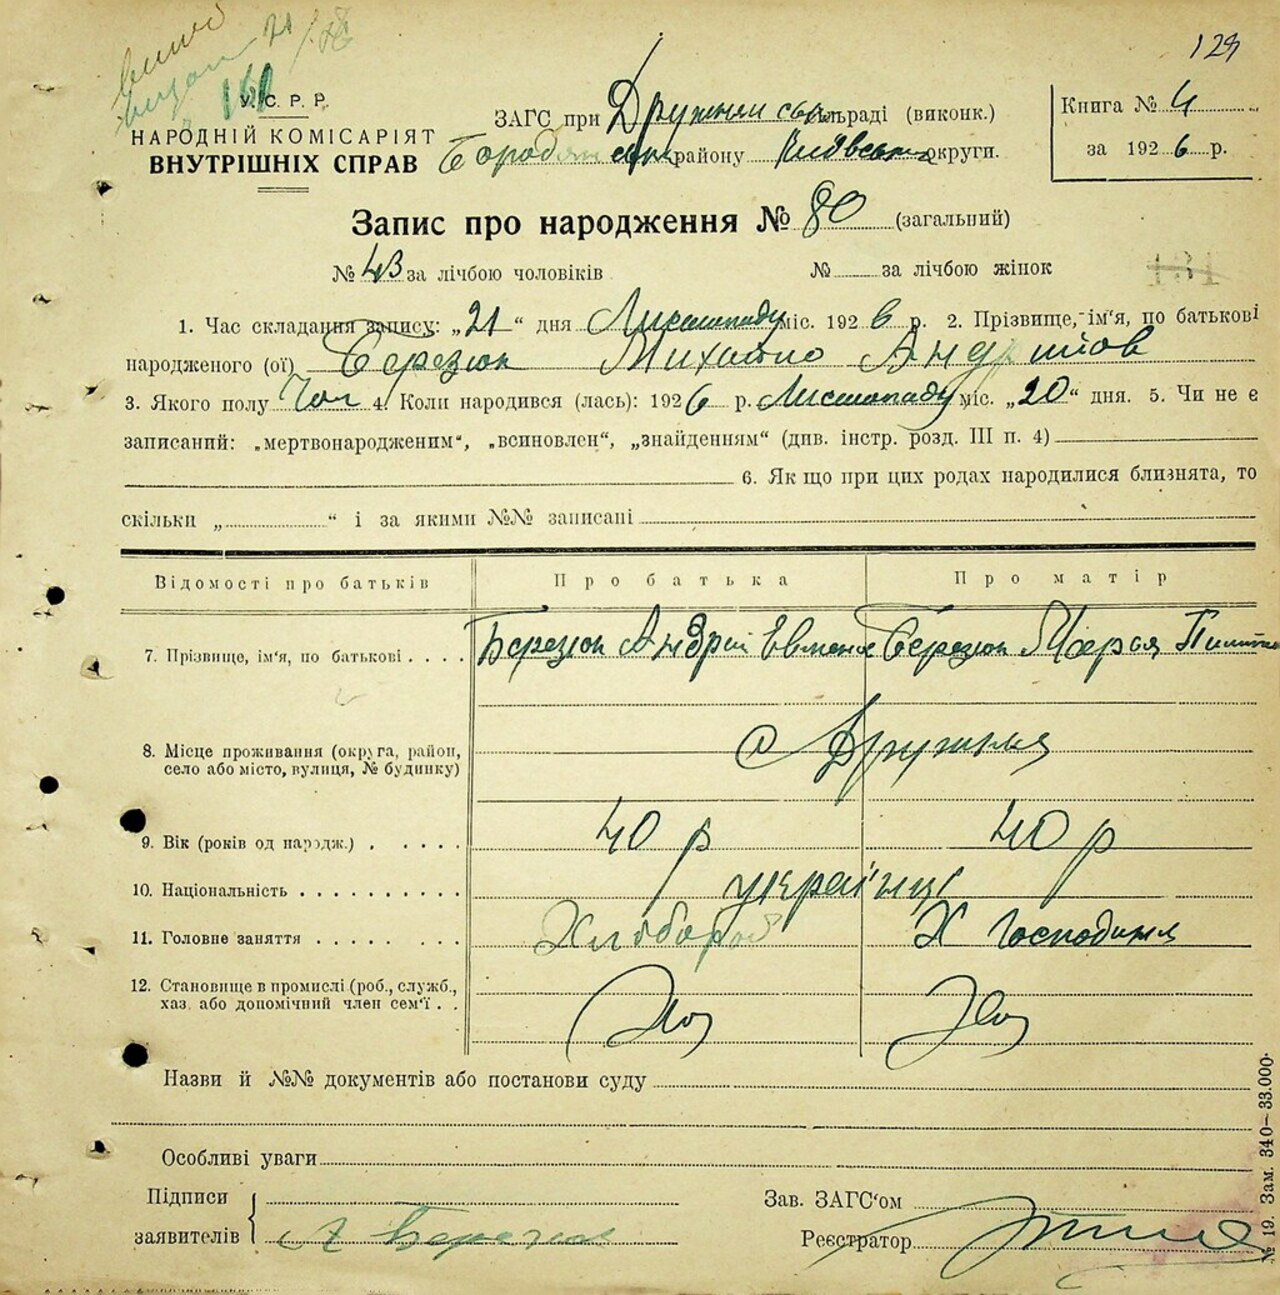 129
У. С. Р. Р.
НАРОДНІЙ КОМІСАРІЯТ
ВНУТРІШНІХ СПРАВ
ЗАГС при Дружнян сільраді (виконк.)
Бородян району Київськ округи.
Книга № 4
за 1926 р.
Запис про народження № 80 (загальний)
№ 43 за лічбою чоловіків № за лічбою жінок
1. Час складання запису: „21“ дня Листопаду міс. 1926 р. 2. Прізвище, ім'я, по батькові
народженого (ої) Березюк Михайло Андріїов
3. Якого полу Чол 4. Коли народився (лась): 1926 р. Листопаду міс. „20“ дня. 5. Чи не є
записаний: „мертвонародженим“, „всиновлен“, „знайденням“ (див. інстр. розд. III п. 4)
6. Як що при цих родах народилися близнята, то
скільки „ “ і за якими №№ записані
Відомості про батьків Про батька Про матір
7. Прізвище, ім'я, по батькові . . . . Березюк Андрій Березюк Марья
8. Місце проживання (округа, район,
село або місто, вулиця, № будинку)
с Дружня
9. Вік (років од народж.) . . . . . 40 р 40 р
10. Національність . . . . . . . . . . українці
11. Головне заняття . . . . . . . . Хлібороб Х Господиня
12. Становище в промислі (роб., служб.,
хаз. або допомічний член сем'ї . .
Назви й №№ документів або постанови суду
Особливі уваги
Підписи
заявителів
А Березюк
Зав. ЗАГС'ом
Реєстратор
№ 19. Зам. 340—33.000.